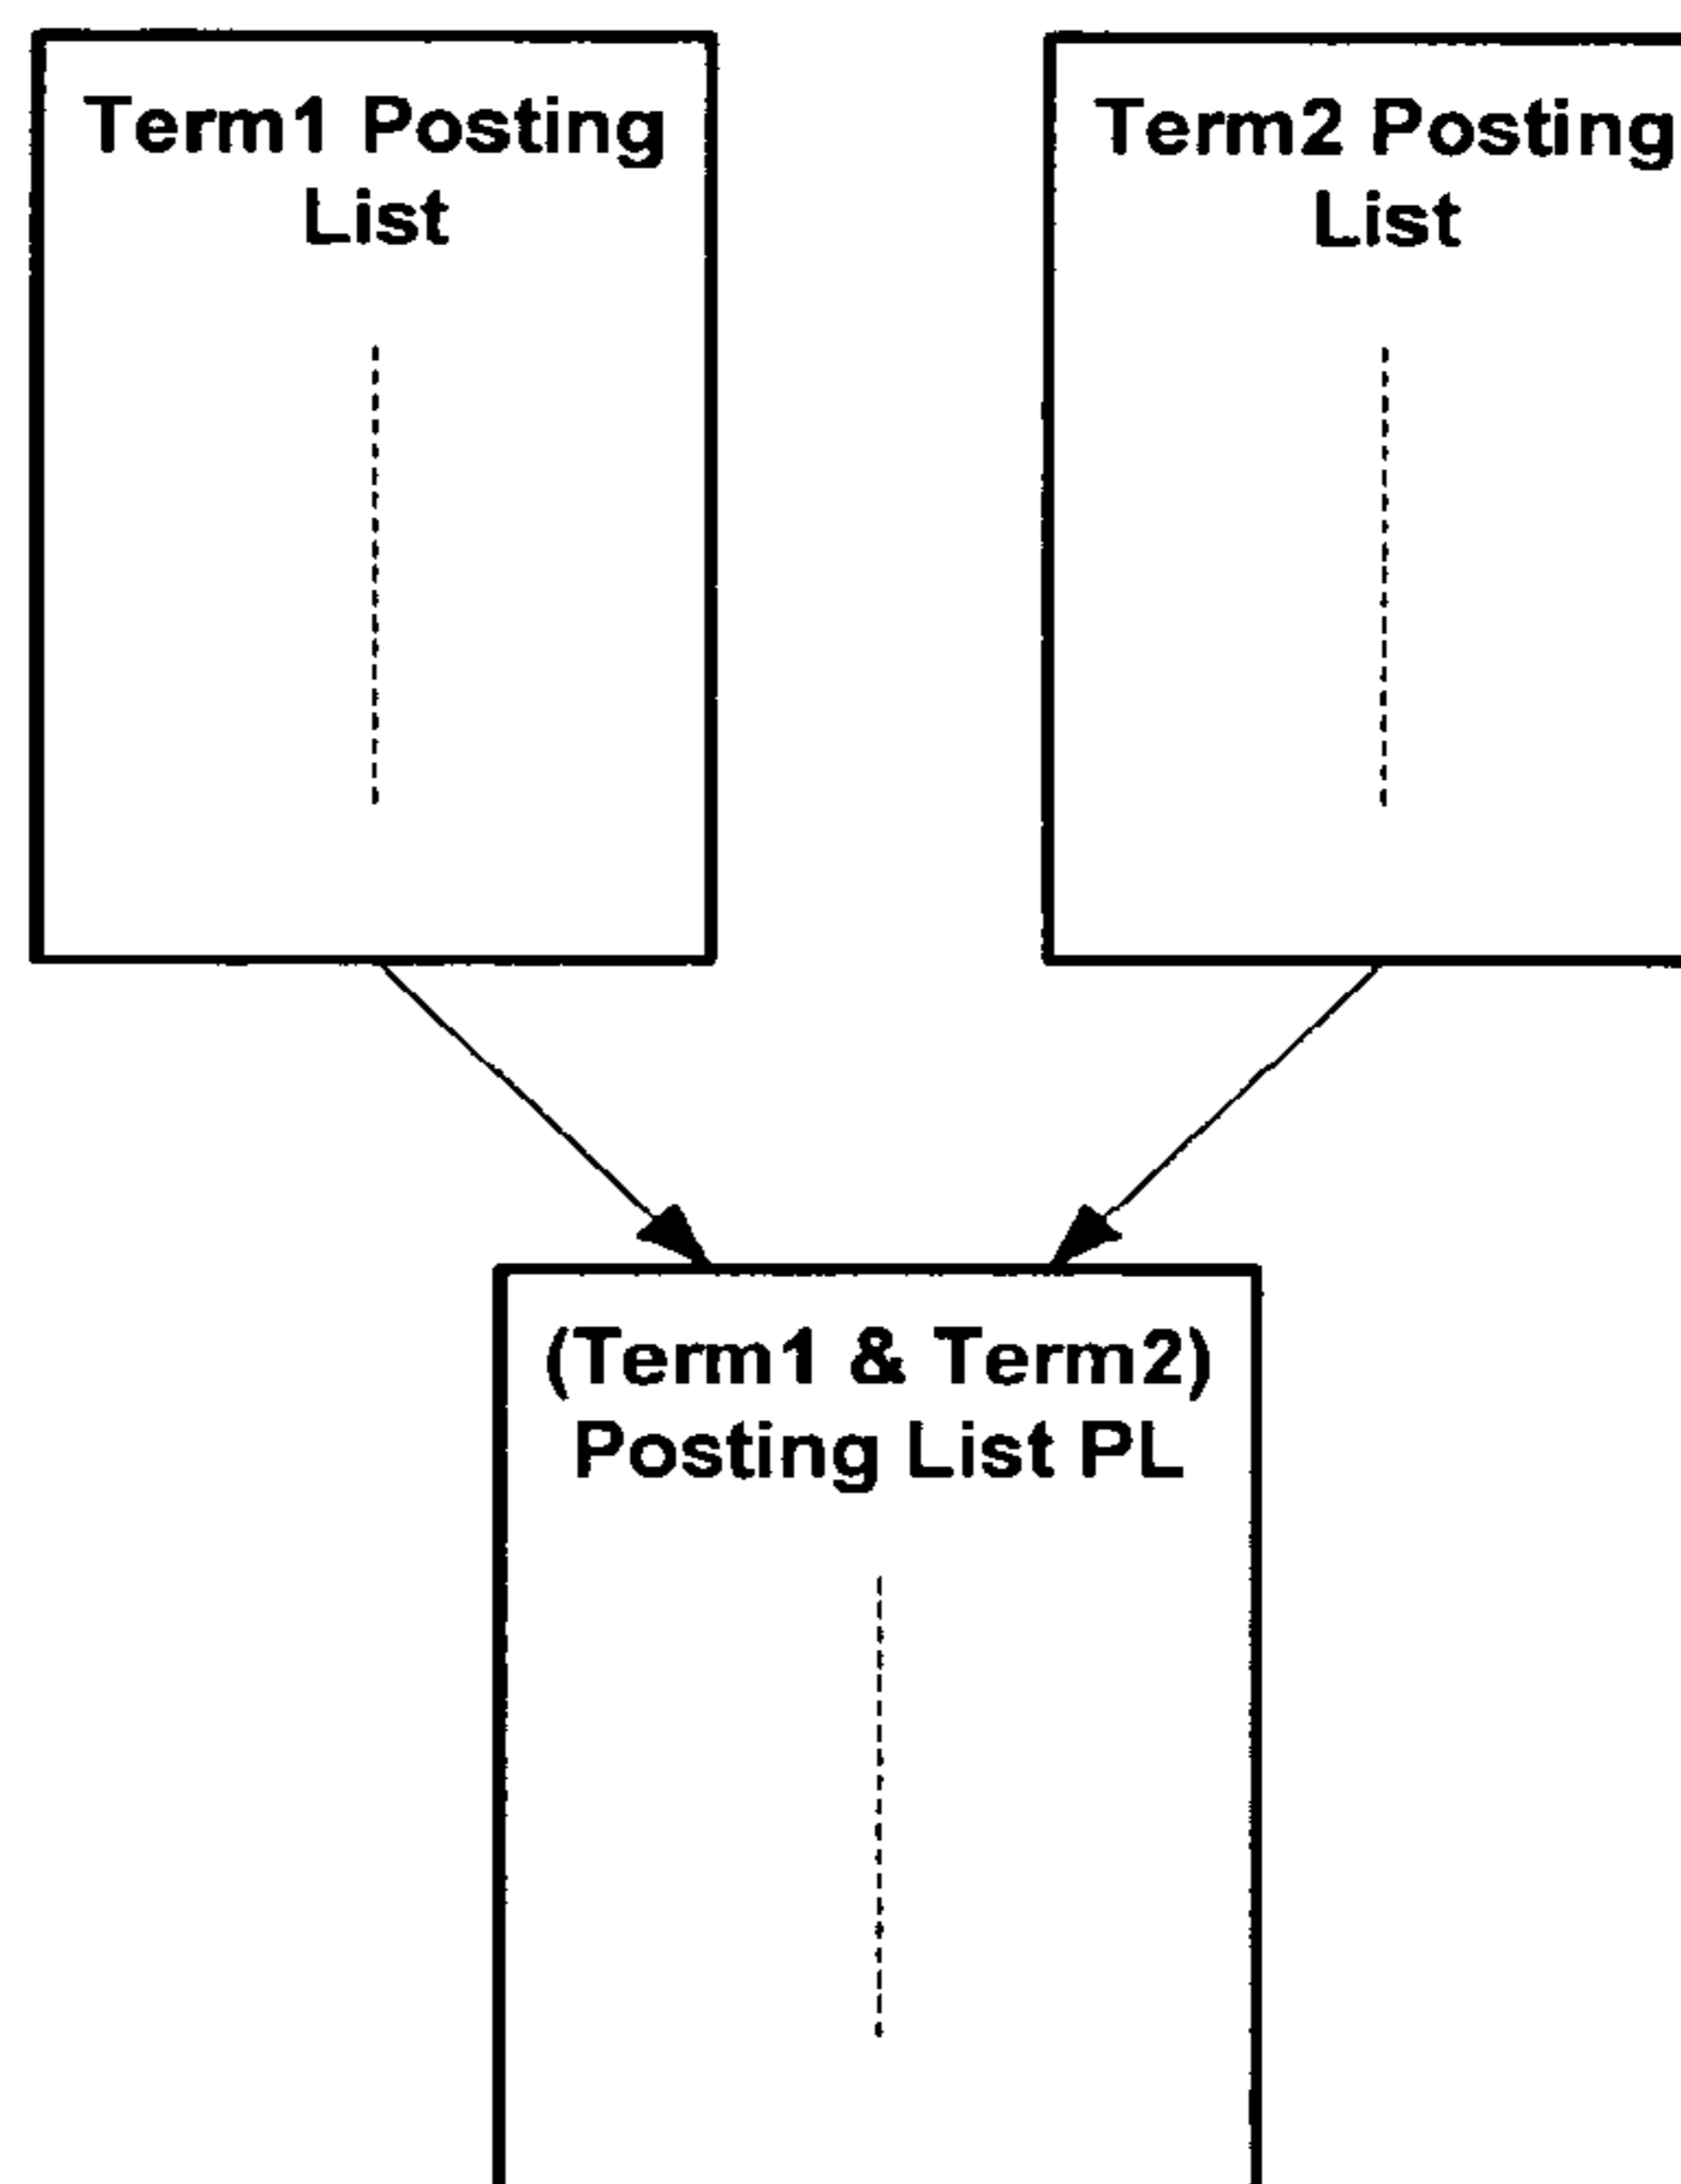 Term1 Posting
List
Term2 Posting
List
(Term1 & Term2)
Posting List PL